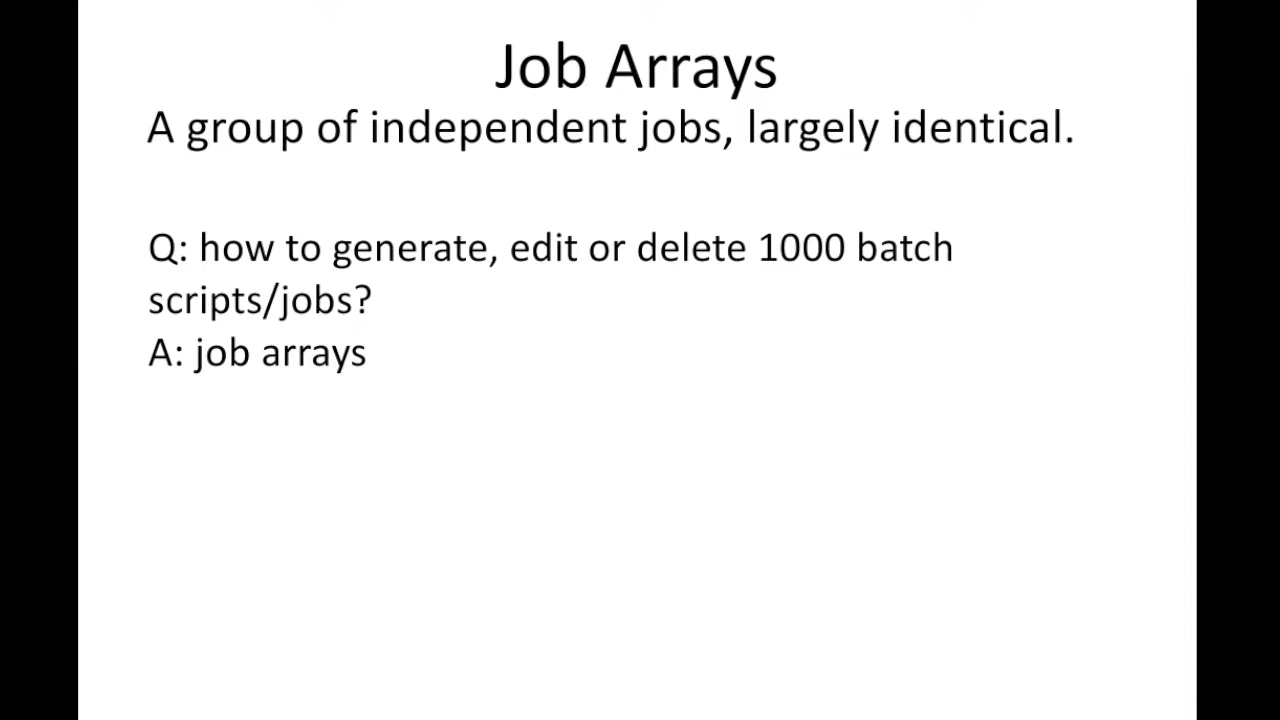 Job Arrays
A group of independent jobs, largely identical.
Q: how to generate, edit or delete 1000 batch
scripts/jobs?
A: job arrays